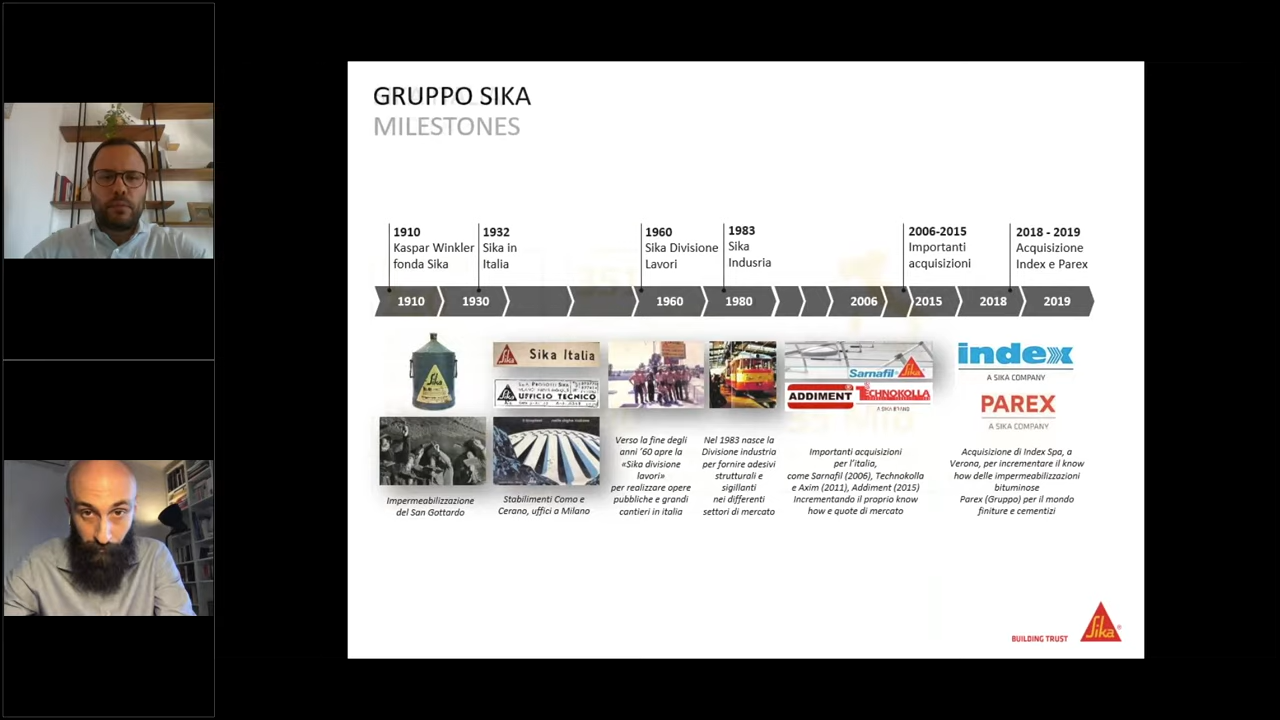 GRUPPO SIKA
MILESTONES
1910
Kaspar Winkler
fonda Sika
1932
Sika in
Italia
1960
Sika Divisione
Lavori
1983
Sika
Indusria
2006-2015
Importanti
acquisizioni
2018 - 2019
Acquisizione
Index e Parex
1910
1930
1960
1980
2006
2015
2018
2019
Sika
Sika Italia
UFFICIO TECNICO
Sarnafil®
Sika
ADDIMENT
TECHNOKOLLA
A SIKA BRAND
index
A SIKA COMPANY
PAREX
A SIKA COMPANY
Impermeabilizzazione
del San Gottardo
Stabilimenti Como e
Cerano, uffici a Milano
Verso la fine degli
anni ‘60 apre la
«Sika divisione
lavori»
per realizzare opere
pubbliche e grandi
cantieri in italia
Nel 1983 nasce la
Divisione industria
per fornire adesivi
strutturali e
sigillanti
nei differenti
settori di mercato
Importanti acquisizioni
per l’italia,
come Sarnafil (2006), Technokolla
e Axim (2011), Addiment (2015)
Incrementando il proprio know
how e quote di mercato
Acquisizione di Index Spa, a
Verona, per incrementare il know
how delle impermeabilizzazioni
bituminose
Parex (Gruppo) per il mondo
finiture e cementizi
BUILDING TRUST
Sika®